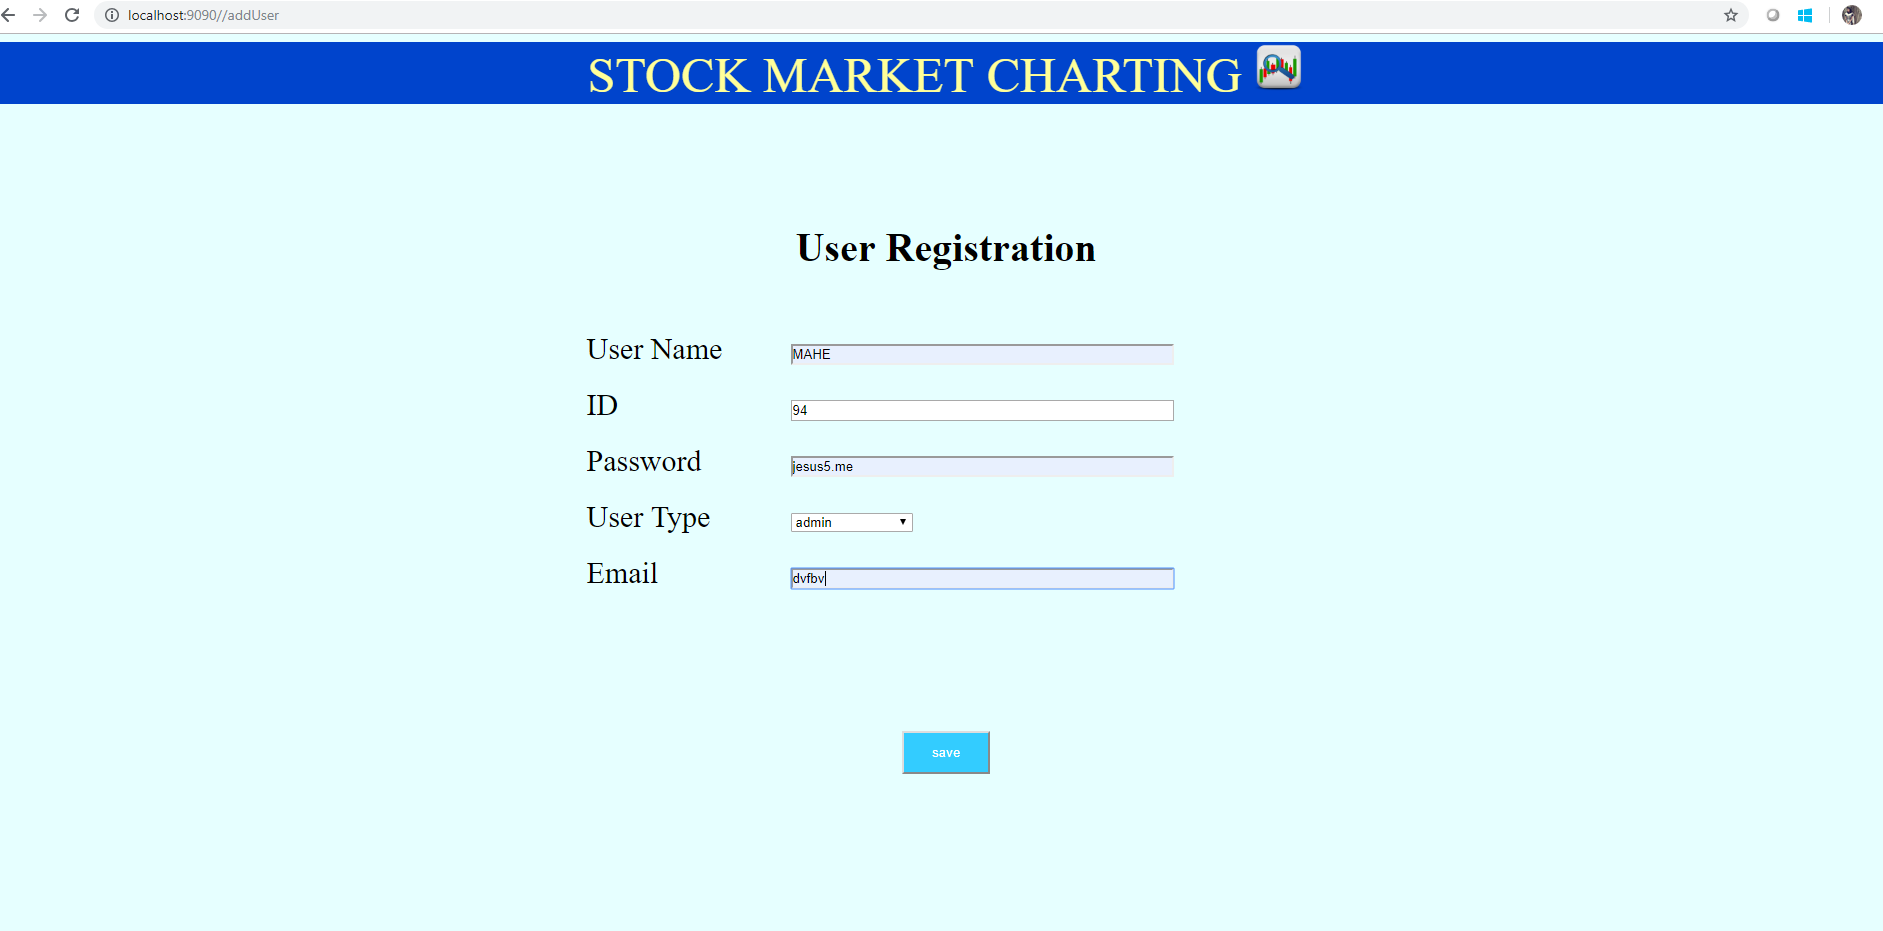 localhost:9090//addUser
STOCK MARKET CHARTING
User Registration
User Name MAHE
ID 94
Password jesus5.me
User Type admin
Email dvfbv
save